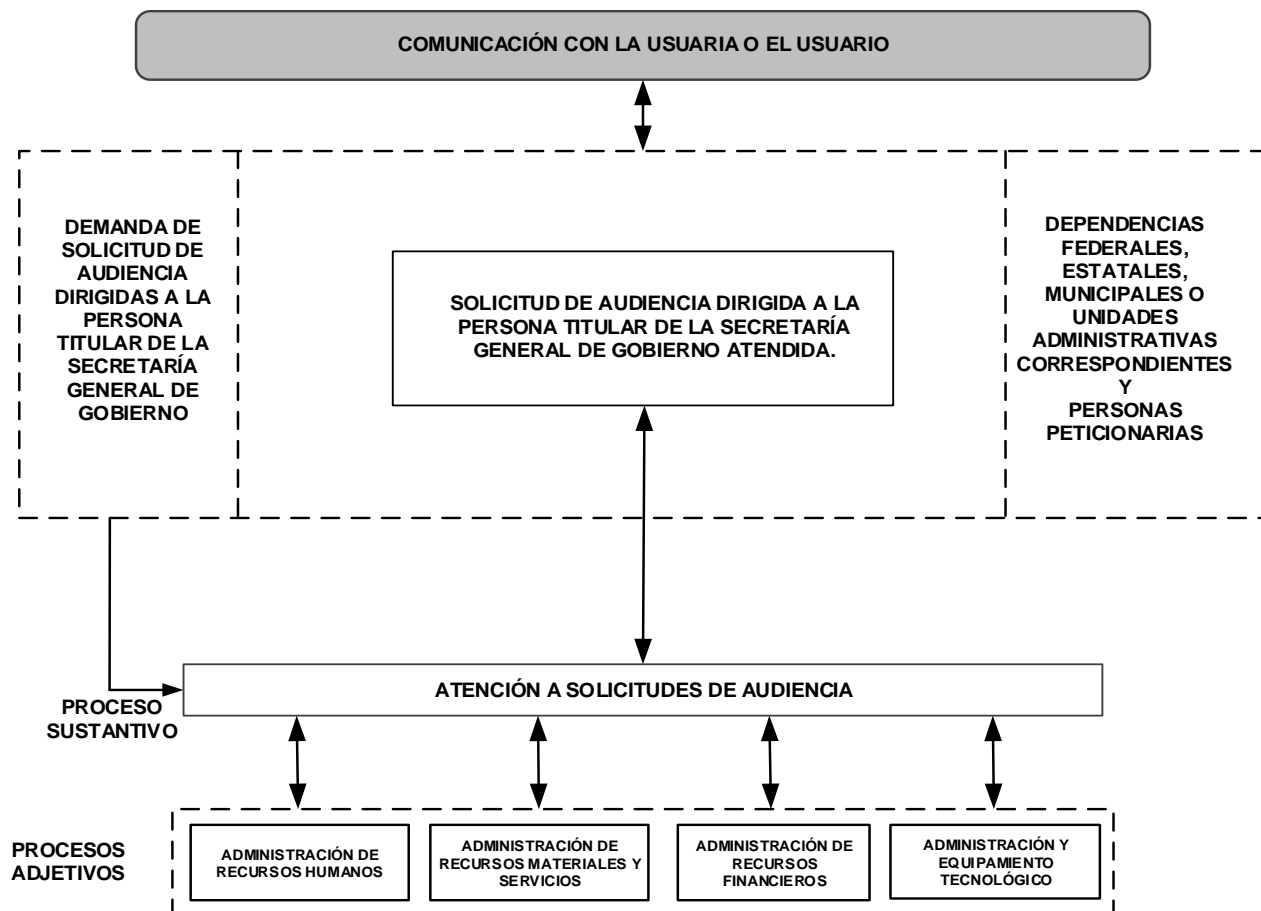 COMUNICACIÓN CON LA USUARIA O EL USUARIO
DEMANDA DE
SOLICITUD DE
AUDIENCIA
DIRIGIDAS A LA
PERSONA
TITULAR DE LA
SECRETARÍA
GENERAL DE
GOBIERNO
SOLICITUD DE AUDIENCIA DIRIGIDA A LA
PERSONA TITULAR DE LA SECRETARÍA
GENERAL DE GOBIERNO ATENDIDA.
DEPENDENCIAS
FEDERALES,
ESTATALES,
MUNICIPALES O
UNIDADES
ADMINISTRATIVAS
CORRESPONDIENTES
Y
PERSONAS
PETICIONARIAS
ATENCIÓN A SOLICITUDES DE AUDIENCIA
PROCESO
SUSTANTIVO
PROCESOS
ADJETIVOS
ADMINISTRACIÓN DE
RECURSOS HUMANOS
ADMINISTRACIÓN DE
RECURSOS MATERIALES Y
SERVICIOS
ADMINISTRACIÓN DE
RECURSOS
FINANCIEROS
ADMINISTRACIÓN Y
EQUIPAMIENTO
TECNOLÓGICO